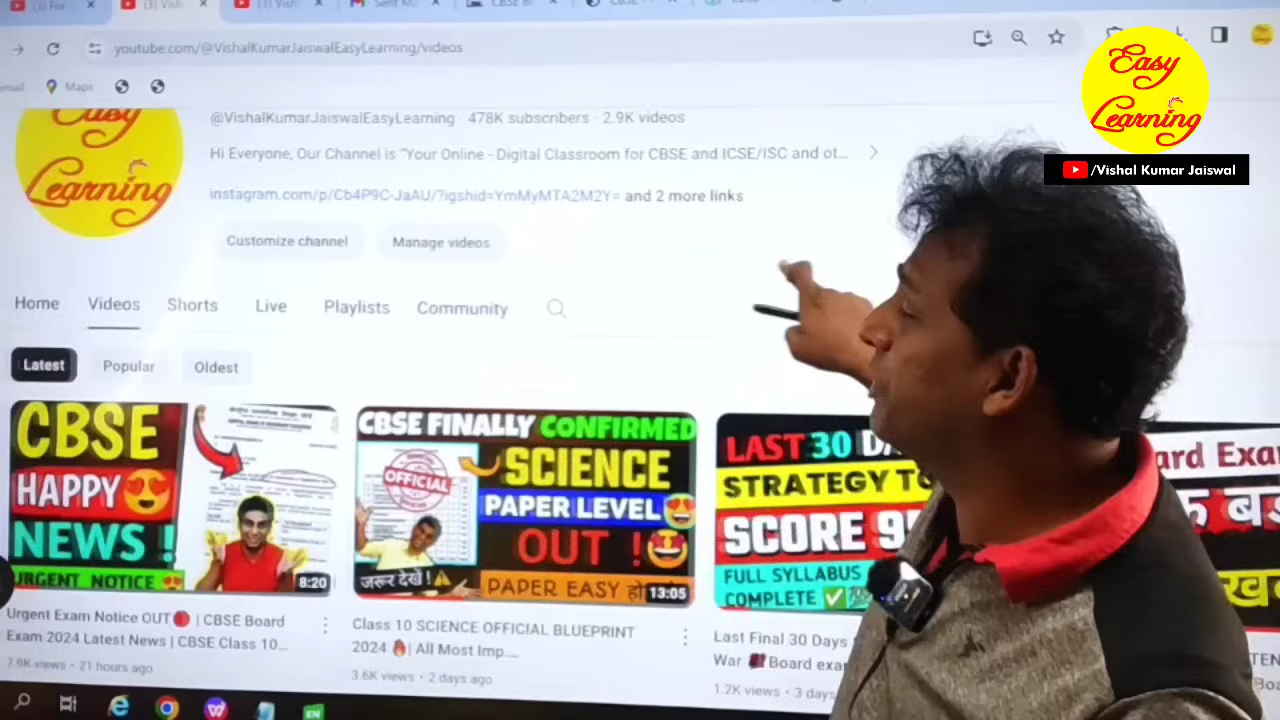 youtube.com/@VishalKumarJaiswalEasyLearning/videos
Maps
Easy Learning
/Vishal Kumar Jaiswal
Easy Learning
@VishalKumarJaiswalEasyLearning · 478K subscribers · 2.9K videos
Hi Everyone, Our Channel is "Your Online - Digital Classroom for CBSE and ICSE/ISC and ot...
instagram.com/p/Cb4P9C-JaAU/?igshid=YmMyMTA2M2Y= and 2 more links
Customize channel
Manage videos
Home Videos Shorts Live Playlists Community
Latest Popular Oldest
CBSE
HAPPY
NEWS !
URGENT NOTICE
8:20
CBSE FINALLY CONFIRMED
OFFICIAL
SCIENCE
PAPER LEVEL
OUT !
जरूर देखें !
PAPER EASY
13:05
LAST 30
STRATEGY TO
SCORE
FULL SYLLABUS
COMPLETE
Urgent Exam Notice OUT🔴 | CBSE Board
Exam 2024 Latest News | CBSE Class 10...
7.9K views · 21 hours ago
Class 10 SCIENCE OFFICIAL BLUEPRINT
2024 🔥| All Most Imp....
3.6K views · 2 days ago
Last Final 30 Days
War Board exa
1.2K views · 3 days
EN